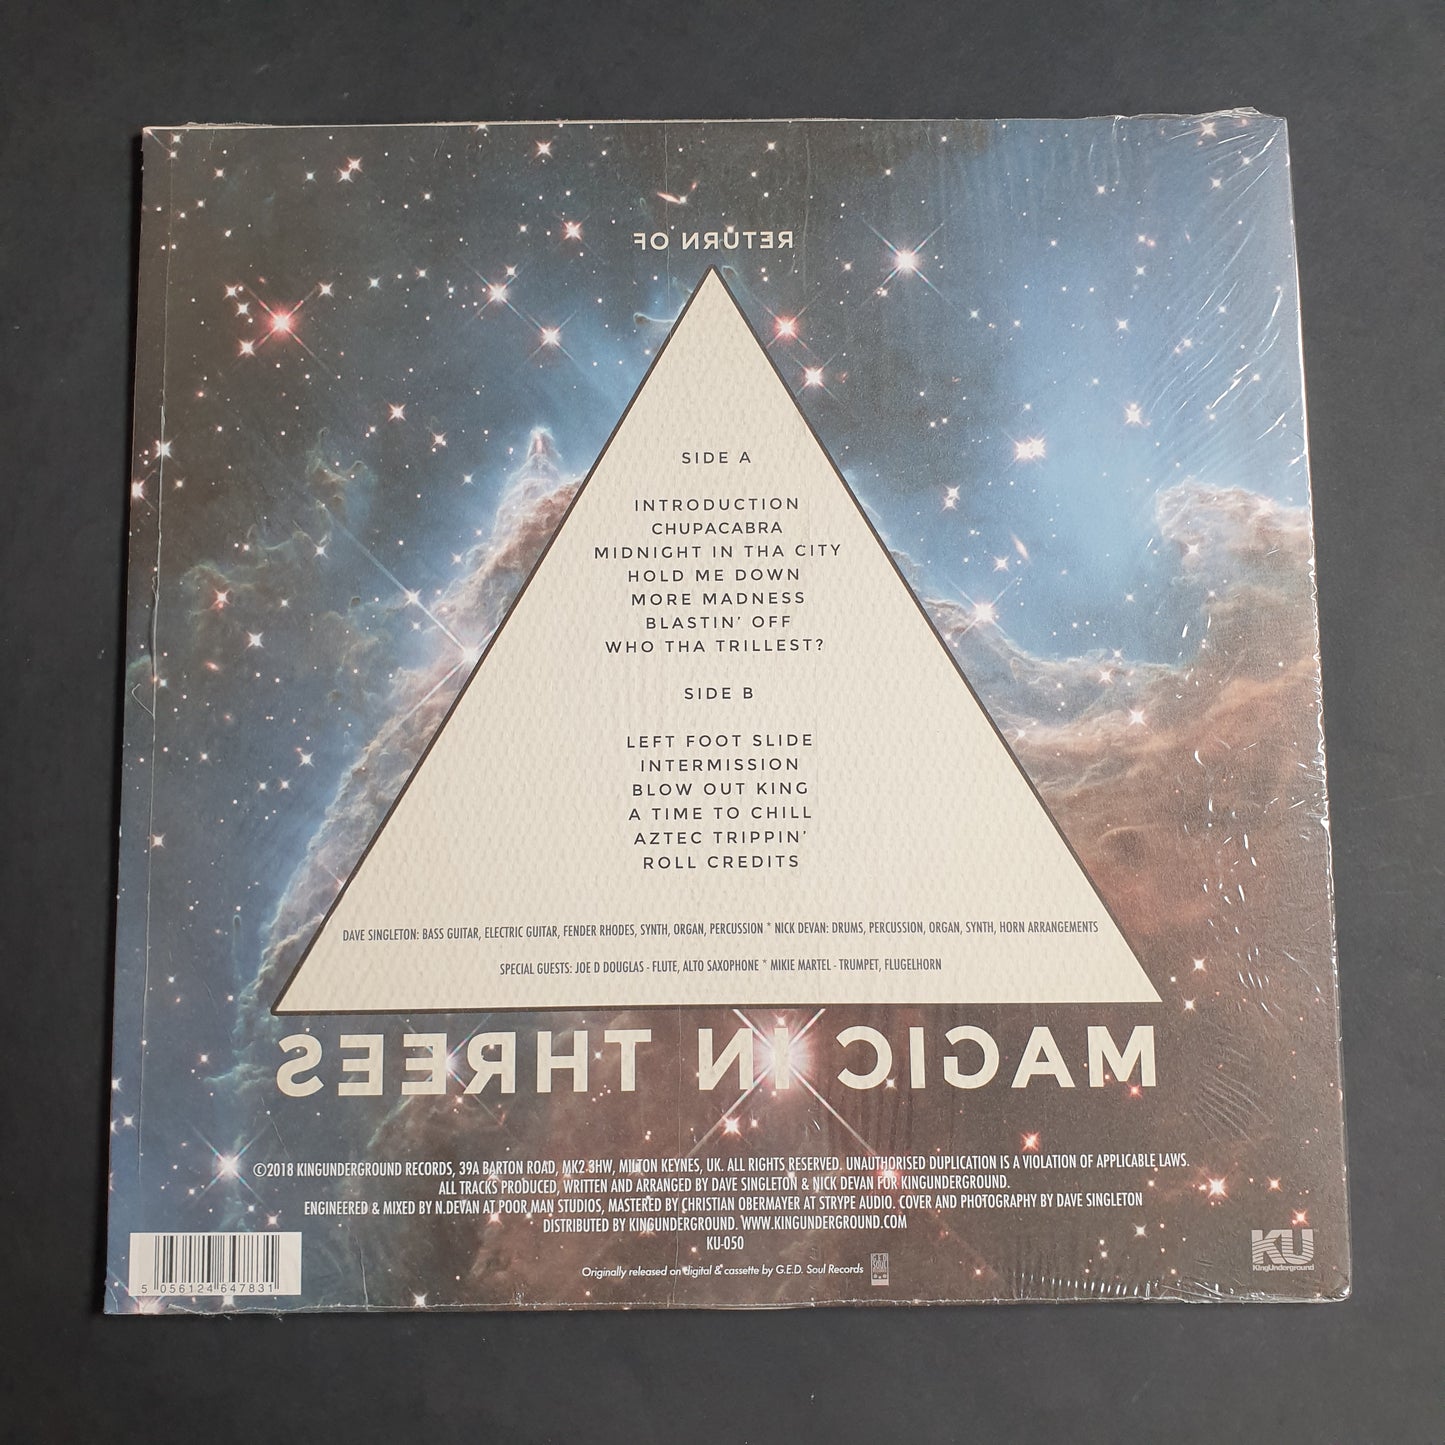 RETURN OF
SIDE A
INTRODUCTION
CHUPACABRA
MIDNIGHT IN THA CITY
HOLD ME DOWN
MORE MADNESS
BLASTIN' OFF
WHO THA TRILLEST?
SIDE B
LEFT FOOT SLIDE
INTERMISSION
BLOW OUT KING
A TIME TO CHILL
AZTEC TRIPPIN'
ROLL CREDITS
DAVE SINGLETON: BASS GUITAR, ELECTRIC GUITAR, FENDER RHODES, SYNTH, ORGAN, PERCUSSION * NICK DEVAN: DRUMS, PERCUSSION, ORGAN, SYNTH, HORN ARRANGEMENTS
SPECIAL GUESTS: JOE D DOUGLAS - FLUTE, ALTO SAXOPHONE * MIKIE MARTEL - TRUMPET, FLUGELHORN
MAGIC IN THREES
©2018 KINGUNDERGROUND RECORDS, 39A BARTON ROAD, MK2 3HW, MILTON KEYNES, UK. ALL RIGHTS RESERVED. UNAUTHORISED DUPLICATION IS A VIOLATION OF APPLICABLE LAWS.
ALL TRACKS PRODUCED, WRITTEN AND ARRANGED BY DAVE SINGLETON & NICK DEVAN FOR KINGUNDERGROUND.
ENGINEERED & MIXED BY N.DEVAN AT POOR MAN STUDIOS, MASTERED BY CHRISTIAN OBERMAYER AT STRYPE AUDIO. COVER AND PHOTOGRAPHY BY DAVE SINGLETON
DISTRIBUTED BY KINGUNDERGROUND. WWW.KINGUNDERGROUND.COM
KU-050
Originally released on digital & cassette by G.E.D. Soul Records
G.E.D.
SOUL
KU
KingUnderground
5 056124 647831